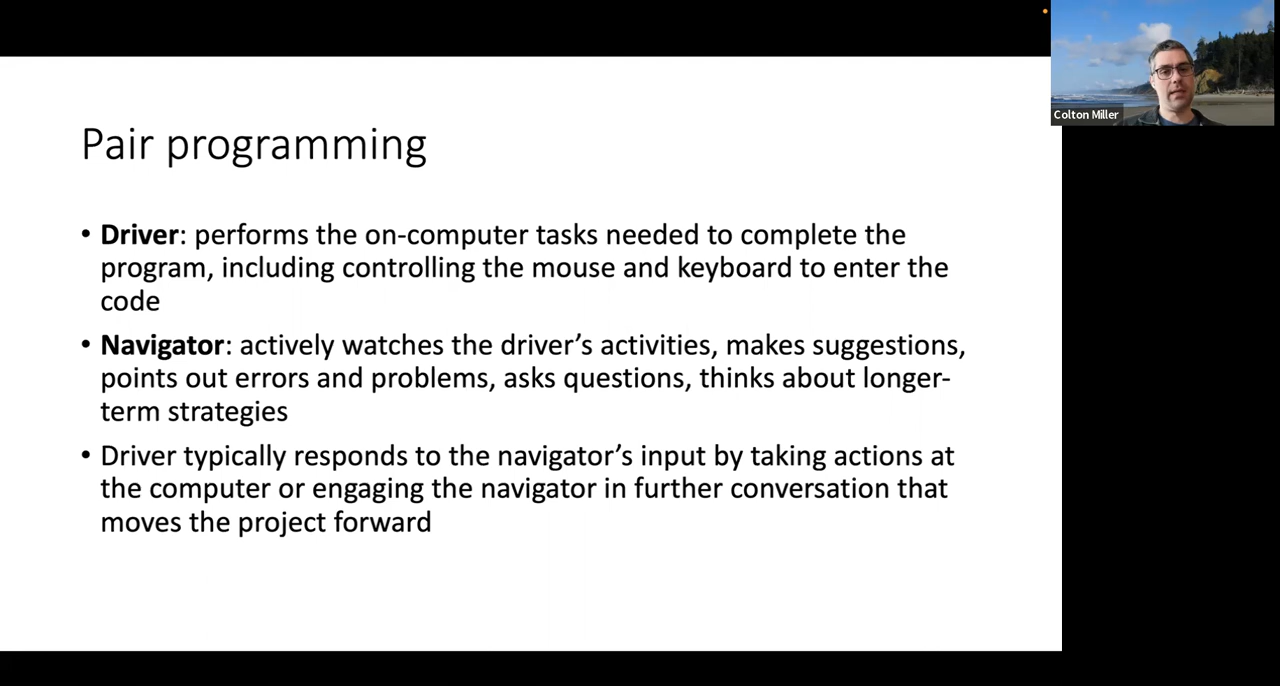 Pair programming
• Driver: performs the on-computer tasks needed to complete the
program, including controlling the mouse and keyboard to enter the
code
• Navigator: actively watches the driver’s activities, makes suggestions,
points out errors and problems, asks questions, thinks about longer-
term strategies
• Driver typically responds to the navigator’s input by taking actions at
the computer or engaging the navigator in further conversation that
moves the project forward
Colton Miller